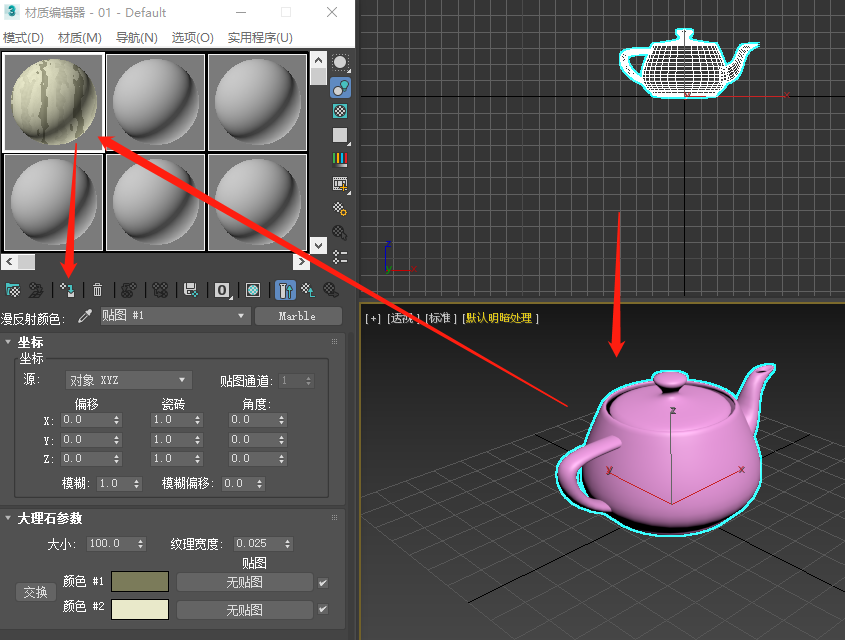 3 材质编辑器 - 01 - Default
模式(D) 材质(M) 导航(N) 选项(O) 实用程序(U)
0
漫反射颜色: 贴图 #1 Marble
坐标
坐标
源: 对象 XYZ 贴图通道: 1
偏移 瓷砖 角度:
X: 0.0 1.0 0.0
Y: 0.0 1.0 0.0
Z: 0.0 1.0 0.0
模糊: 1.0 模糊偏移: 0.0
大理石参数
大小: 100.0 纹理宽度: 0.025
贴图
交换
颜色 #1 无贴图
颜色 #2 无贴图
x
z
y
[+] [透视] [标准] [默认明暗处理]
z
y x